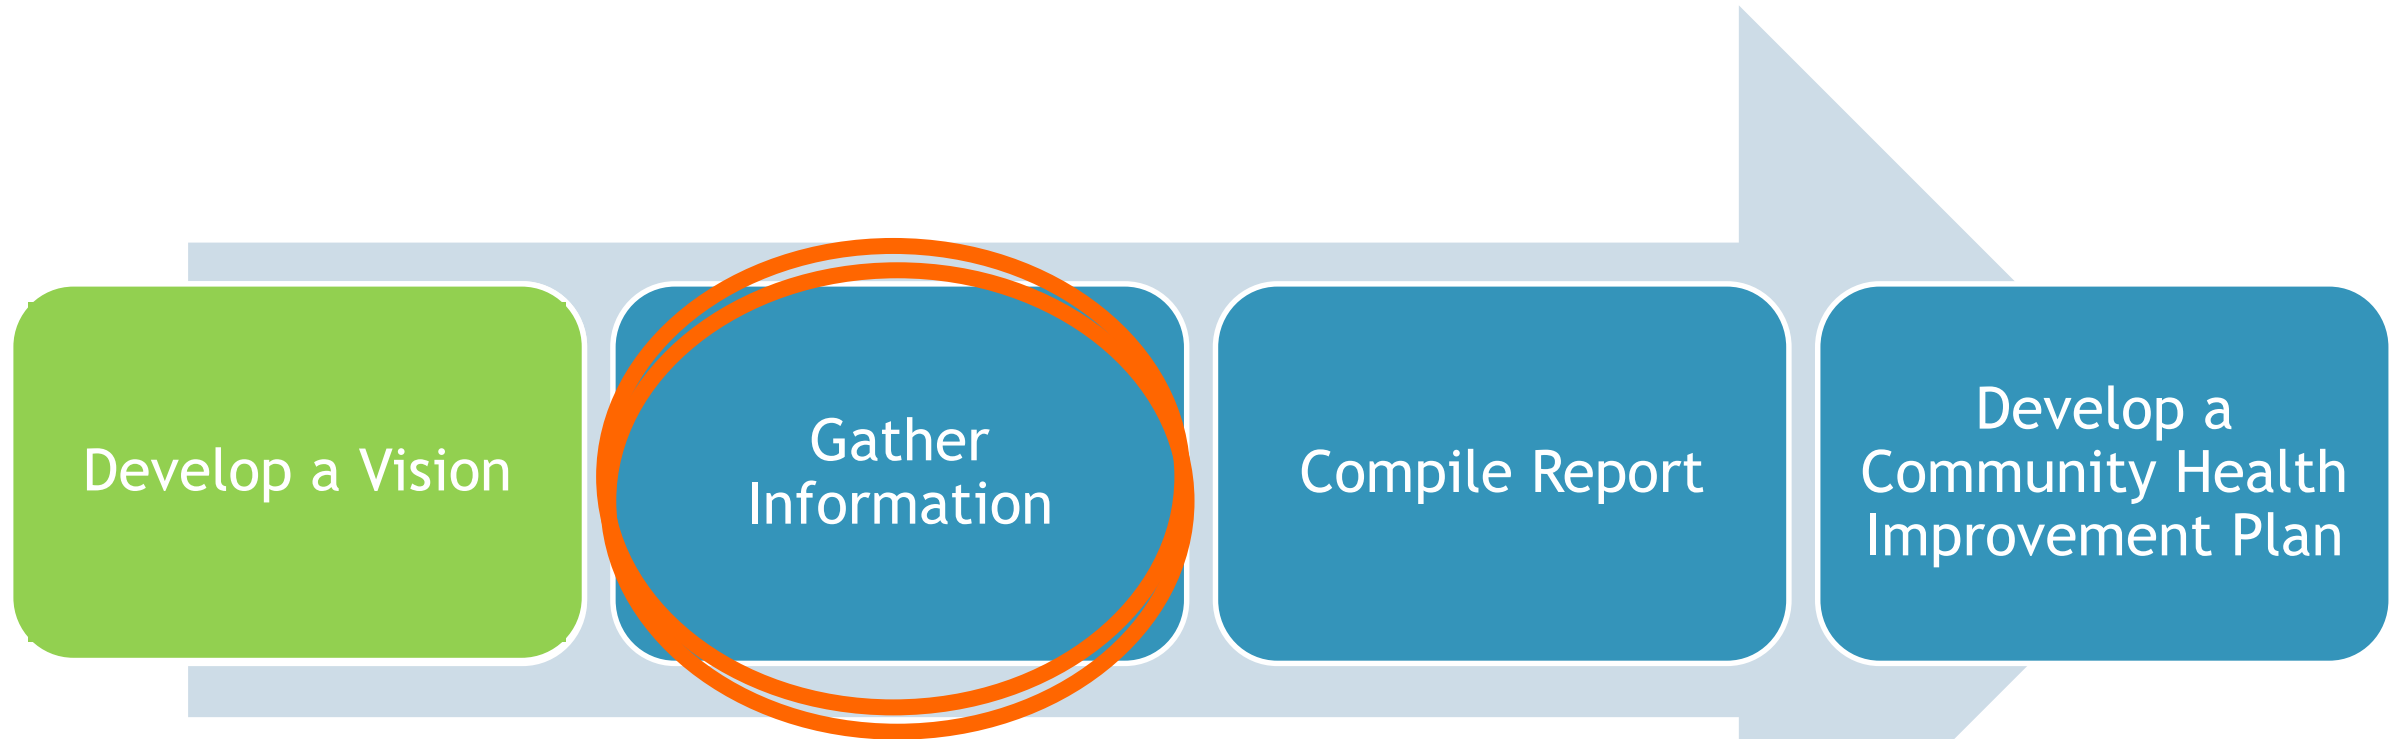 Develop a Vision
Gather
Information
Compile Report
Develop a
Community Health
Improvement Plan